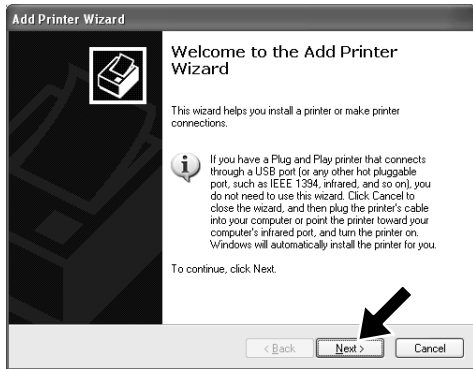 Add Printer Wizard
Welcome to the Add Printer
Wizard
This wizard helps you install a printer or make printer
connections.
If you have a Plug and Play printer that connects
through a USB port (or any other hot pluggable
port, such as IEEE 1394, infrared, and so on), you
do not need to use this wizard. Click Cancel to
close the wizard, and then plug the printer's cable
into your computer or point the printer toward your
computer's infrared port, and turn the printer on.
Windows will automatically install the printer for you.
To continue, click Next.
< Back
Next >
Cancel